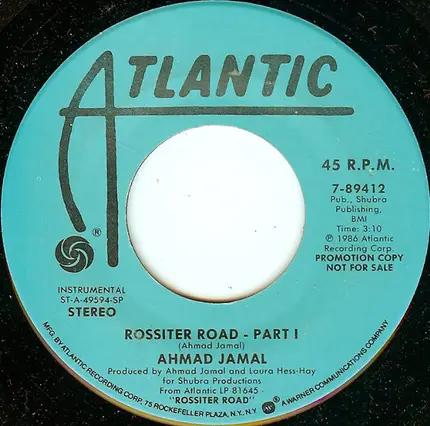 ATLANTIC
®
45 R.P.M.
7-89412
Pub., Shubra
Publishing,
BMI
Time: 3:10
℗ 1986 Atlantic
Recording Corp.
PROMOTION COPY
NOT FOR SALE
INSTRUMENTAL
ST-A-49594-SP
STEREO
ROSSITER ROAD - PART I
(Ahmad Jamal)
AHMAD JAMAL
Produced by Ahmad Jamal and Laura Hess-Hay
for Shubra Productions
From Atlantic LP 81645 -
"ROSSITER ROAD"
MFG. BY ATLANTIC RECORDING CORP. 75 ROCKEFELLER PLAZA, N.Y., N.Y. A WARNER COMMUNICATIONS COMPANY